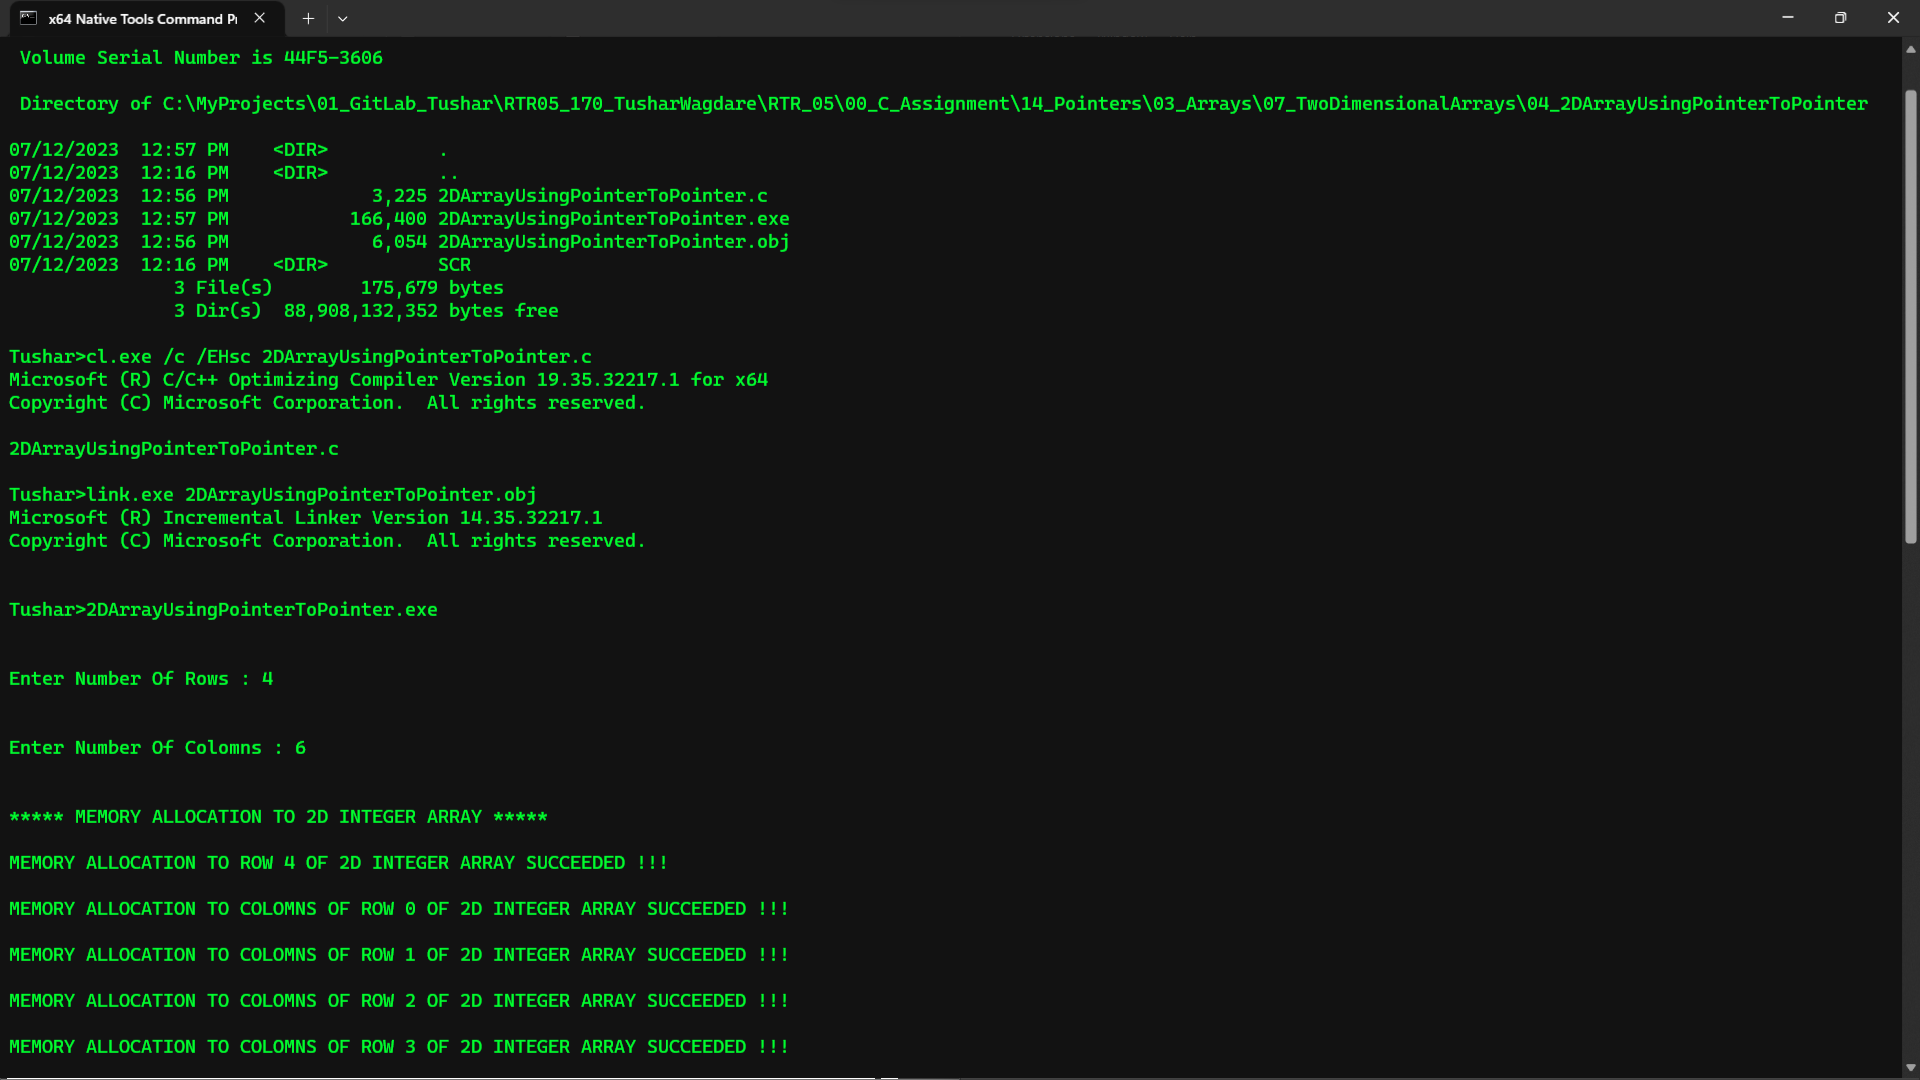 x64 Native Tools Command Pr
Volume Serial Number is 44F5-3606
Directory of C:\MyProjects\01_GitLab_Tushar\RTR05_170_TusharWagdare\RTR_05\00_C_Assignment\14_Pointers\03_Arrays\07_TwoDimensionalArrays\04_2DArrayUsingPointerToPointer
07/12/2023  12:57 PM    <DIR>          .
07/12/2023  12:16 PM    <DIR>          ..
07/12/2023  12:56 PM             3,225 2DArrayUsingPointerToPointer.c
07/12/2023  12:57 PM           166,400 2DArrayUsingPointerToPointer.exe
07/12/2023  12:56 PM             6,054 2DArrayUsingPointerToPointer.obj
07/12/2023  12:16 PM    <DIR>          SCR
3 File(s)        175,679 bytes
3 Dir(s)  88,908,132,352 bytes free
Tushar>cl.exe /c /EHsc 2DArrayUsingPointerToPointer.c
Microsoft (R) C/C++ Optimizing Compiler Version 19.35.32217.1 for x64
Copyright (C) Microsoft Corporation.  All rights reserved.
2DArrayUsingPointerToPointer.c
Tushar>link.exe 2DArrayUsingPointerToPointer.obj
Microsoft (R) Incremental Linker Version 14.35.32217.1
Copyright (C) Microsoft Corporation.  All rights reserved.
Tushar>2DArrayUsingPointerToPointer.exe
Enter Number Of Rows : 4
Enter Number Of Colomns : 6
***** MEMORY ALLOCATION TO 2D INTEGER ARRAY *****
MEMORY ALLOCATION TO ROW 4 OF 2D INTEGER ARRAY SUCCEEDED !!!
MEMORY ALLOCATION TO COLOMNS OF ROW 0 OF 2D INTEGER ARRAY SUCCEEDED !!!
MEMORY ALLOCATION TO COLOMNS OF ROW 1 OF 2D INTEGER ARRAY SUCCEEDED !!!
MEMORY ALLOCATION TO COLOMNS OF ROW 2 OF 2D INTEGER ARRAY SUCCEEDED !!!
MEMORY ALLOCATION TO COLOMNS OF ROW 3 OF 2D INTEGER ARRAY SUCCEEDED !!!